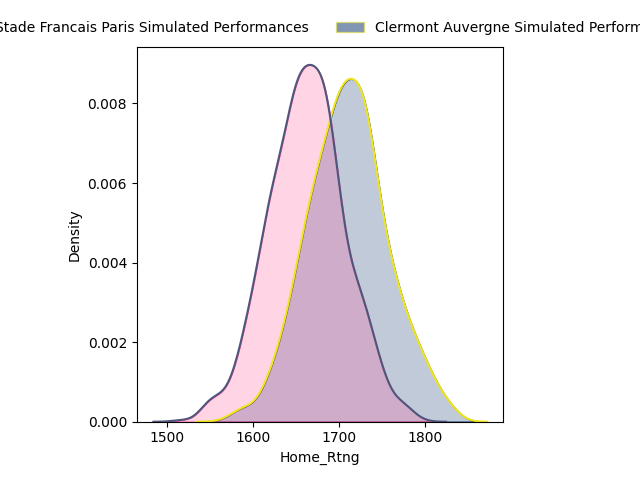 Stade Francais Paris Simulated Performances
Clermont Auvergne Simulated Perform
Density
0.008
0.006
0.004
0.002
0.000
1500 1600 1700 1800
Home_Rtng